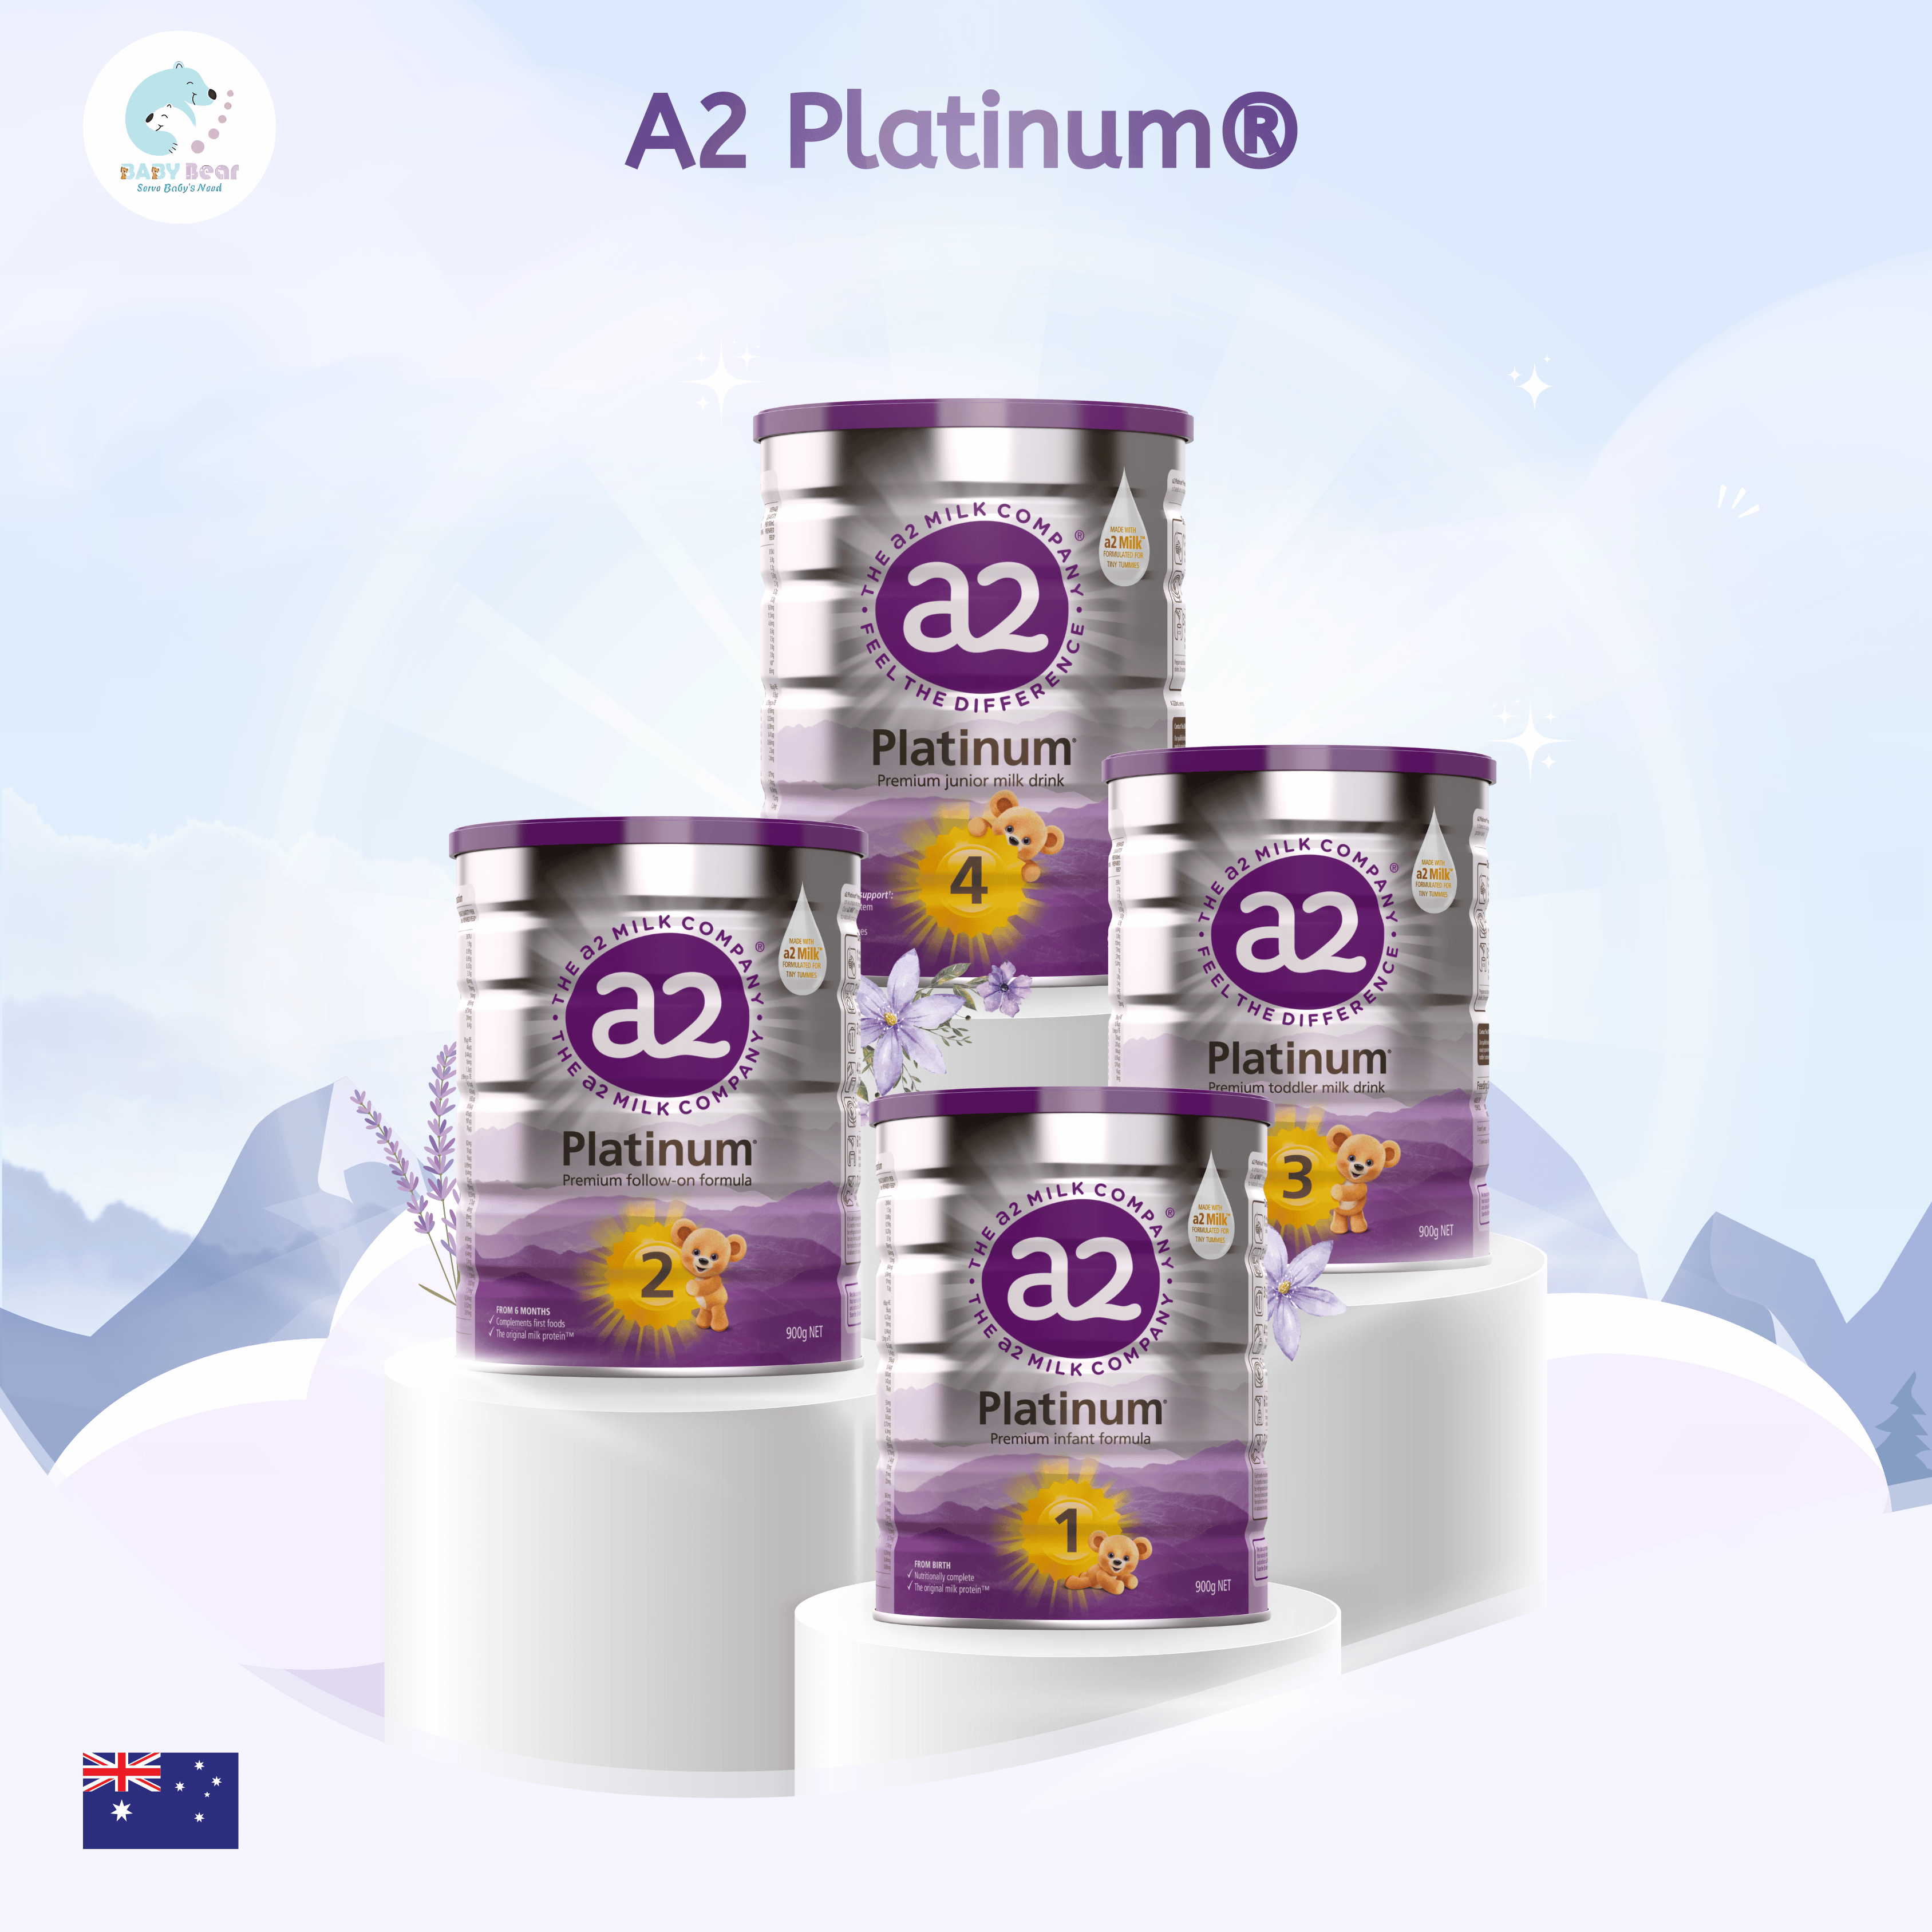 BABY Bear
Serve Baby's Need
A2 Platinum®
THE a2 MILK COMPANY ®
FEEL THE DIFFERENCE
a2
MADE WITH
a2 Milk™
FORMULATED FOR
TINY TUMMIES
Platinum®
Premium junior milk drink
4
support†:
THE a2 MILK COMPANY ®
FEEL THE DIFFERENCE
a2
MADE WITH
a2 Milk™
FORMULATED FOR
TINY TUMMIES
Platinum®
Premium toddler milk drink
3
900g NET
THE a2 MILK COMPANY ®
THE a2 MILK COMPANY
a2
MADE WITH
a2 Milk™
FORMULATED FOR
TINY TUMMIES
Platinum®
Premium follow-on formula
2
FROM 6 MONTHS
✓ Complements first foods
✓ The original milk protein™
900g NET
THE a2 MILK COMPANY ®
THE a2 MILK COMPANY
a2
MADE WITH
a2 Milk™
FORMULATED FOR
TINY TUMMIES
Platinum®
Premium infant formula
1
FROM BIRTH
✓ Nutritionally complete
✓ The original milk protein™
900g NET